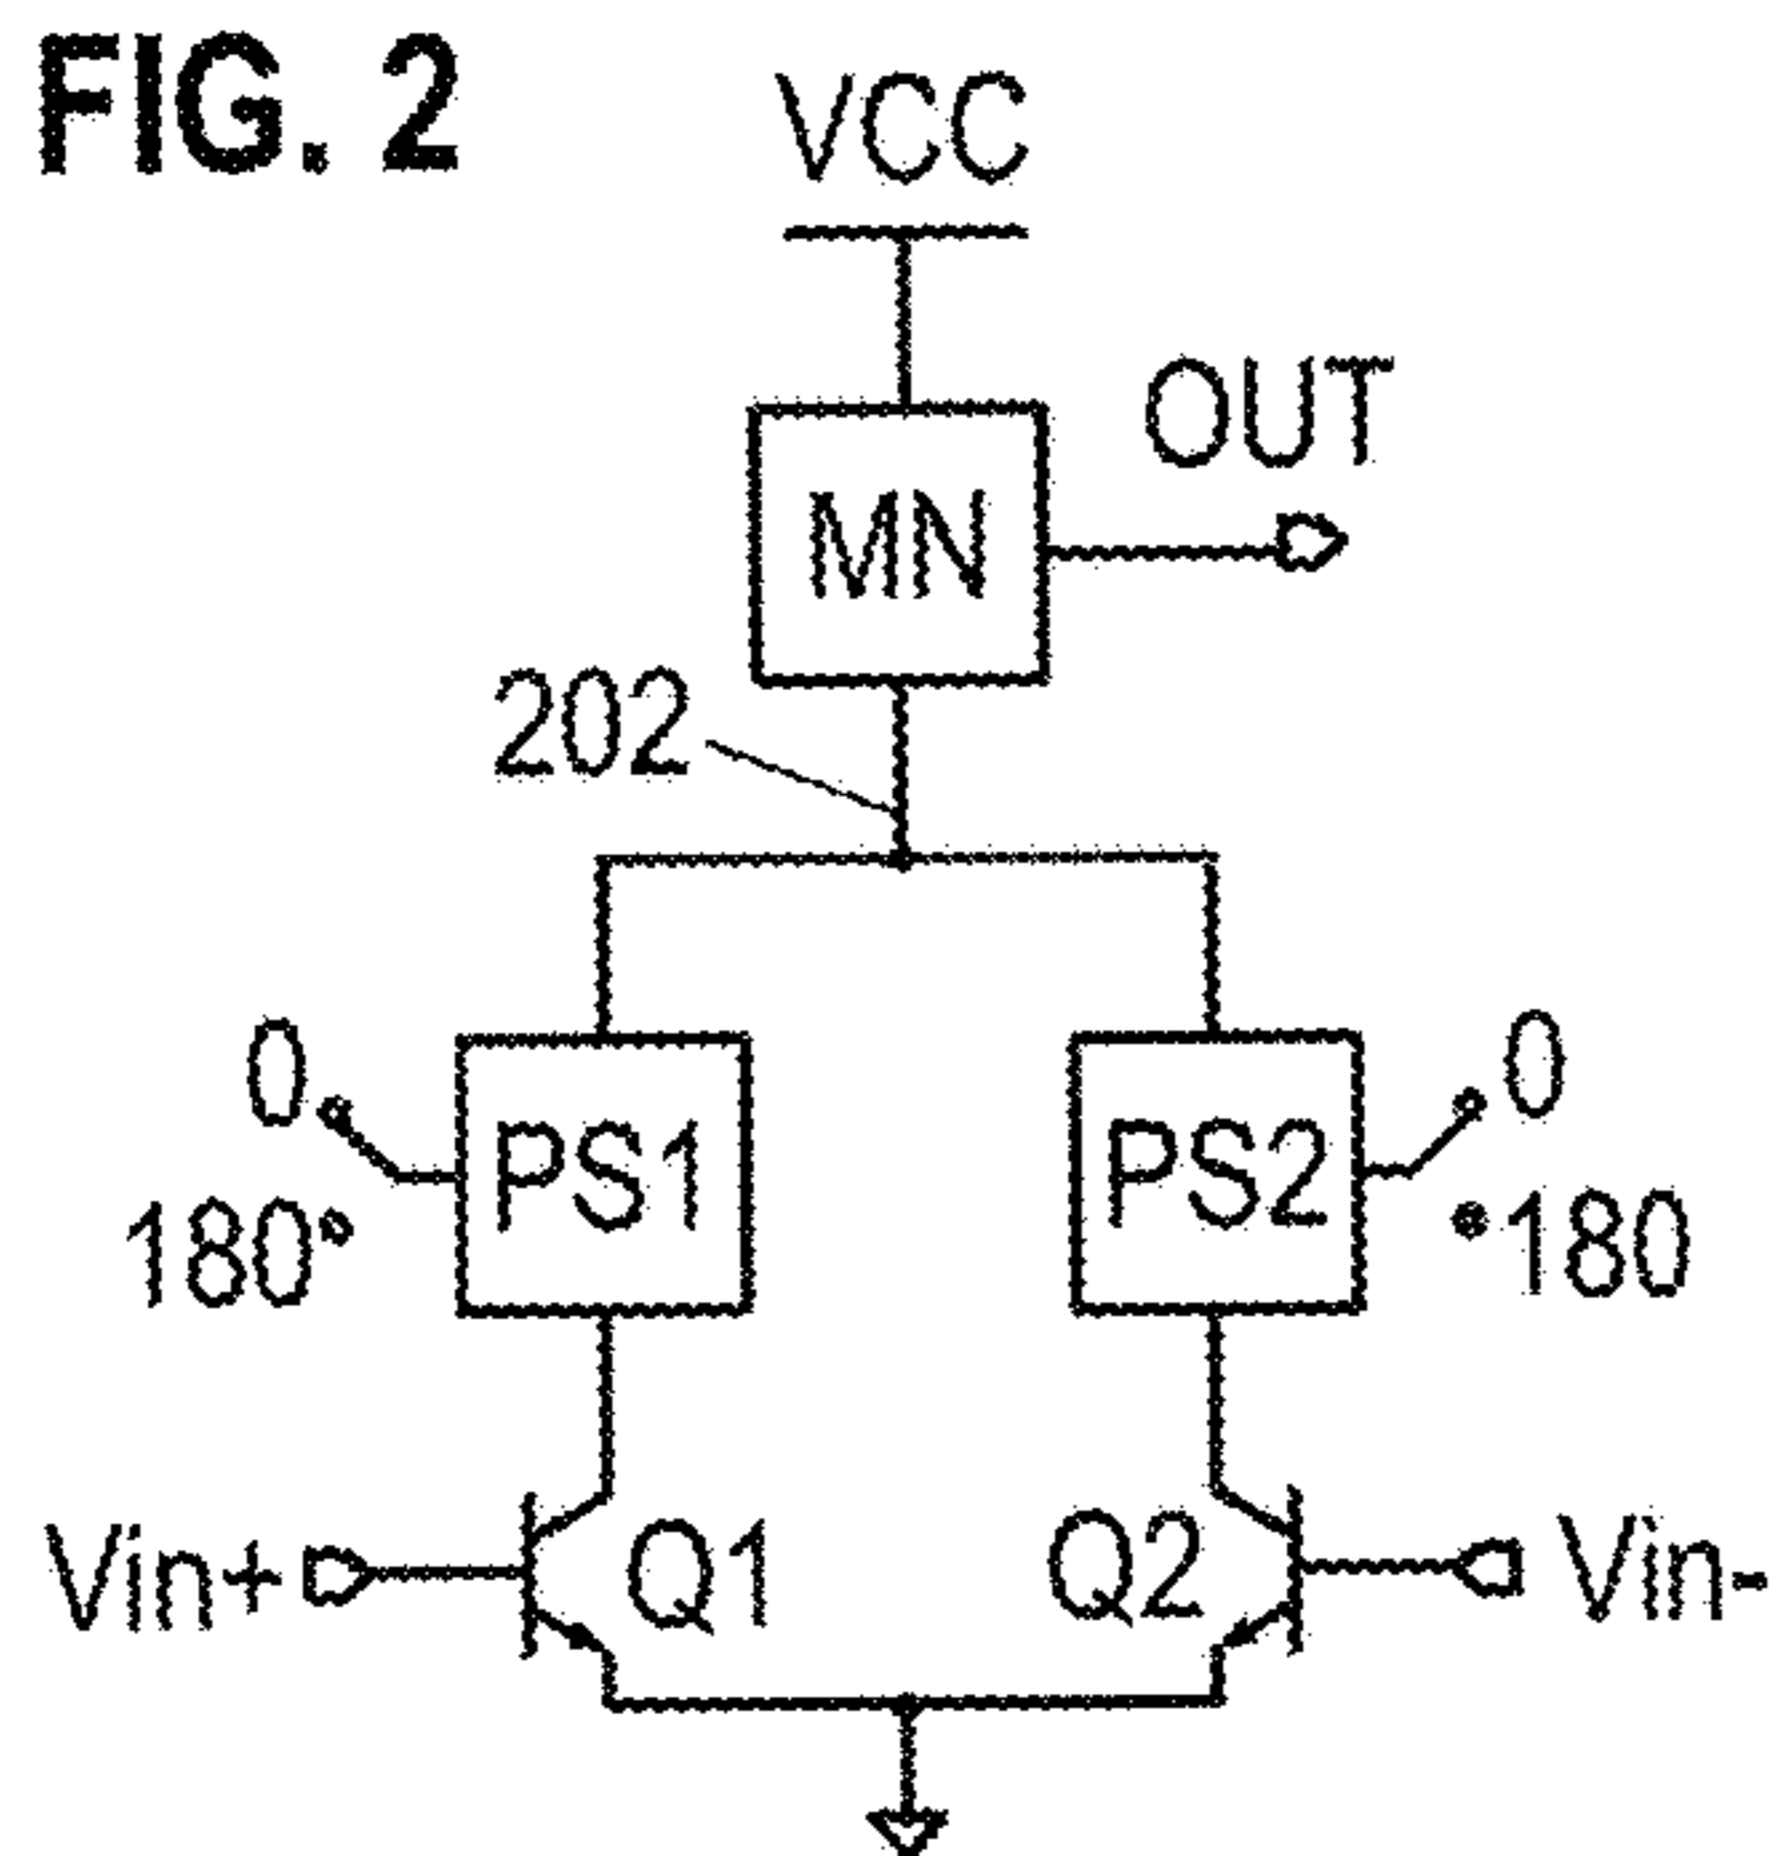 FIG. 2
VCC
OUT
MN
202
0
PS1
180°
0
PS2
180
Vin+
Q1
Q2
Vin-